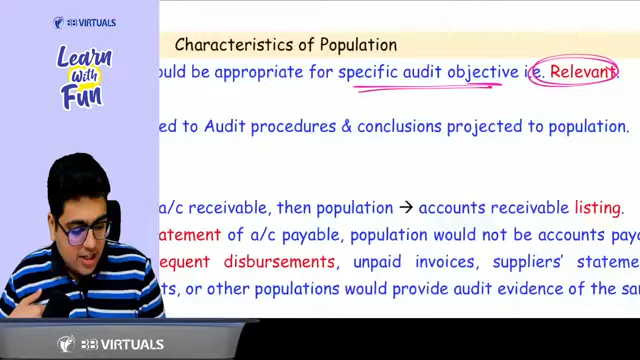 BB VIRTUALS
Learn
With
Fun
Characteristics of Population
ould be appropriate for specific audit objective i.e. Relevant.
ed to Audit procedures & conclusions projected to population.
a/c receivable, then population → accounts receivable listing.
atement of a/c payable, population would not be accounts paya
equent disbursements, unpaid invoices, suppliers' stateme
ts, or other populations would provide audit evidence of the sa
BB VIRTUALS